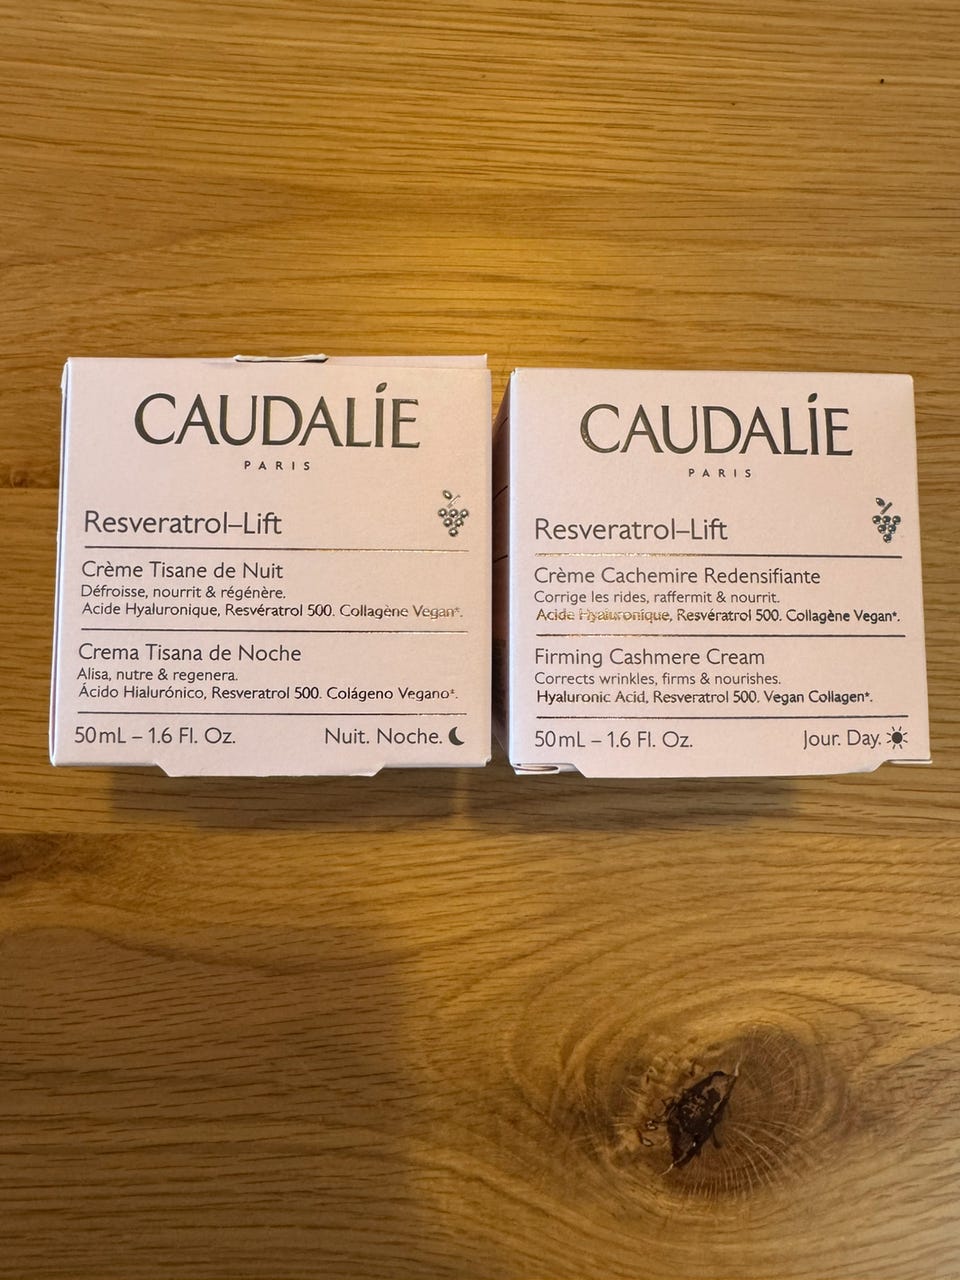 CAUDALÍE
PARIS
Resveratrol–Lift
Crème Tisane de Nuit
Défroisse, nourrit & régénère.
Acide Hyaluronique, Resvératrol 500. Collagène Vegan*.
Crema Tisana de Noche
Alisa, nutre & regenera.
Ácido Hialurónico, Resveratrol 500. Colágeno Vegano*.
50mL – 1.6 Fl. Oz. Nuit. Noche.
CAUDALÍE
PARIS
Resveratrol–Lift
Crème Cachemire Redensifiante
Corrige les rides, raffermit & nourrit.
Acide Hyaluronique, Resvératrol 500. Collagène Vegan*.
Firming Cashmere Cream
Corrects wrinkles, firms & nourishes.
Hyaluronic Acid, Resveratrol 500. Vegan Collagen*.
50mL – 1.6 Fl. Oz. Jour. Day.